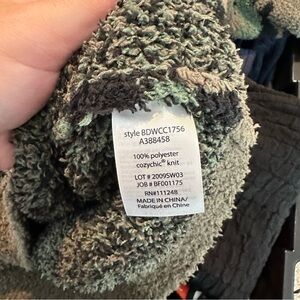 style BDWCC1756
A388458
100% polyester
cozychic® knit
LOT # 2009SW03
JOB # BF001175
RN#111248
MADE IN CHINA/
Fabriqué en Chine